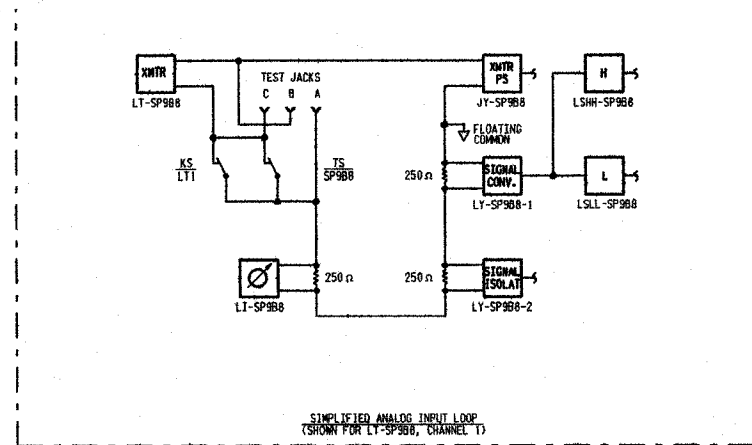 XMTR
LT-SP9B8
TEST JACKS
C B A
XMTR
PS
JY-SP9B8
H
LSHH-SP9B8
FLOATING
COMMON
KS
LT1
TS
SP9B8
250 Ω
SIGNAL
CONV.
LY-SP9B8-1
L
LSLL-SP9B8
LI-SP9B8
250 Ω
250 Ω
SIGNAL
ISOLAT
LY-SP9B8-2
SIMPLIFIED ANALOG INPUT LOOP
(SHOWN FOR LT-SP9B8, CHANNEL 1)